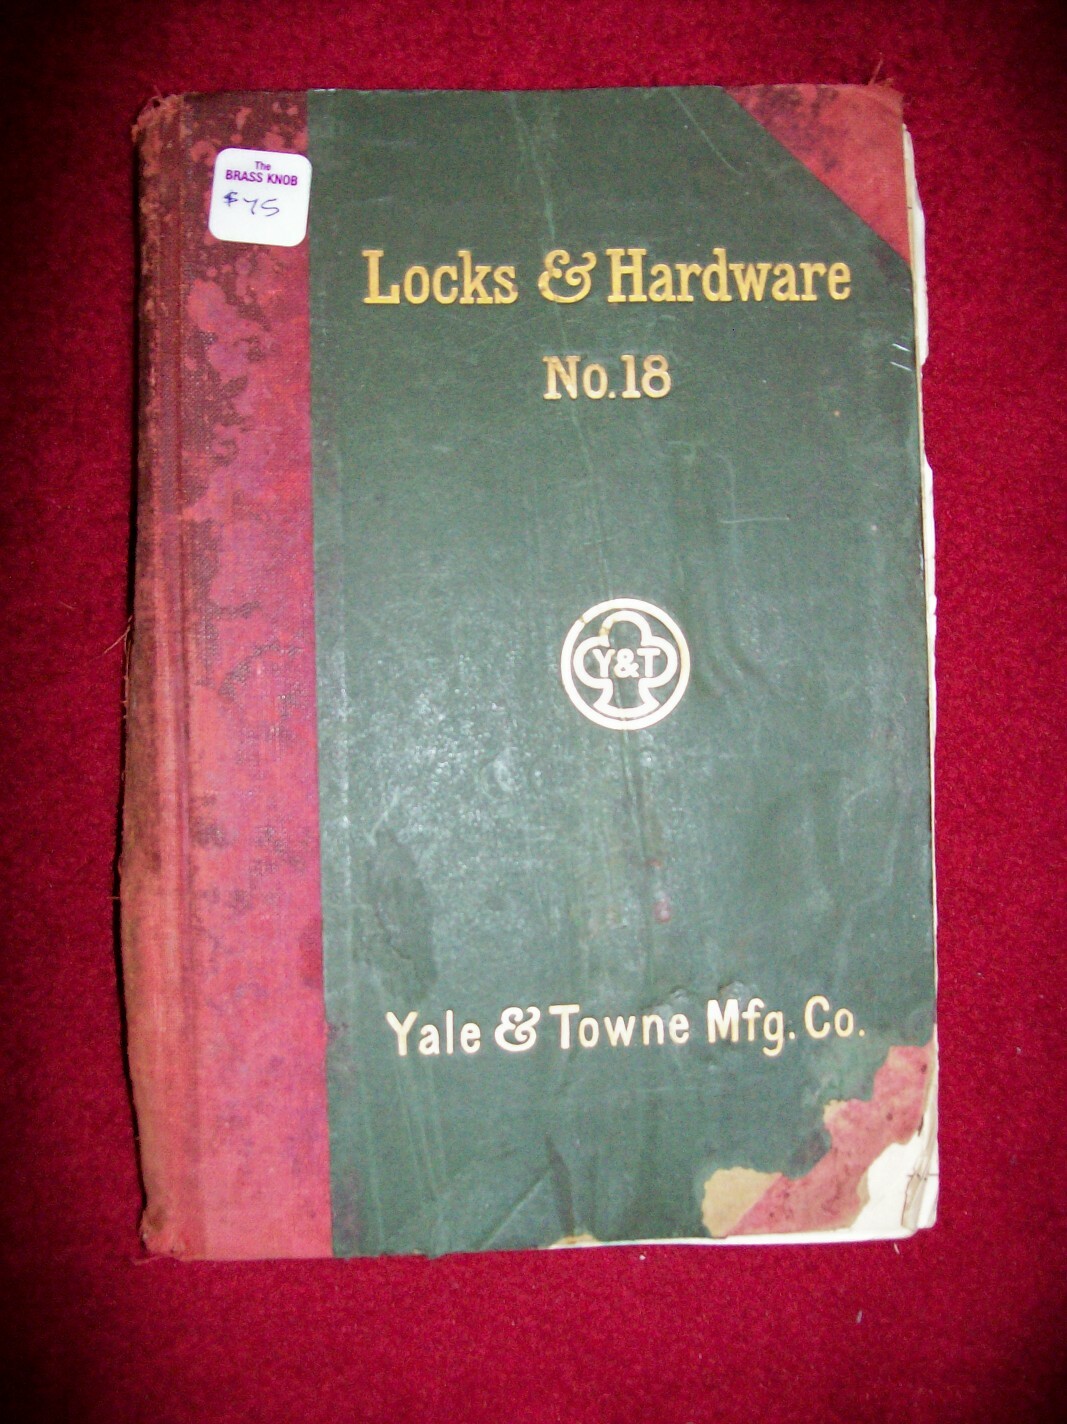 The
BRASS KNOB
$75
Locks & Hardware
No. 18
Y&T
Yale & Towne Mfg. Co.